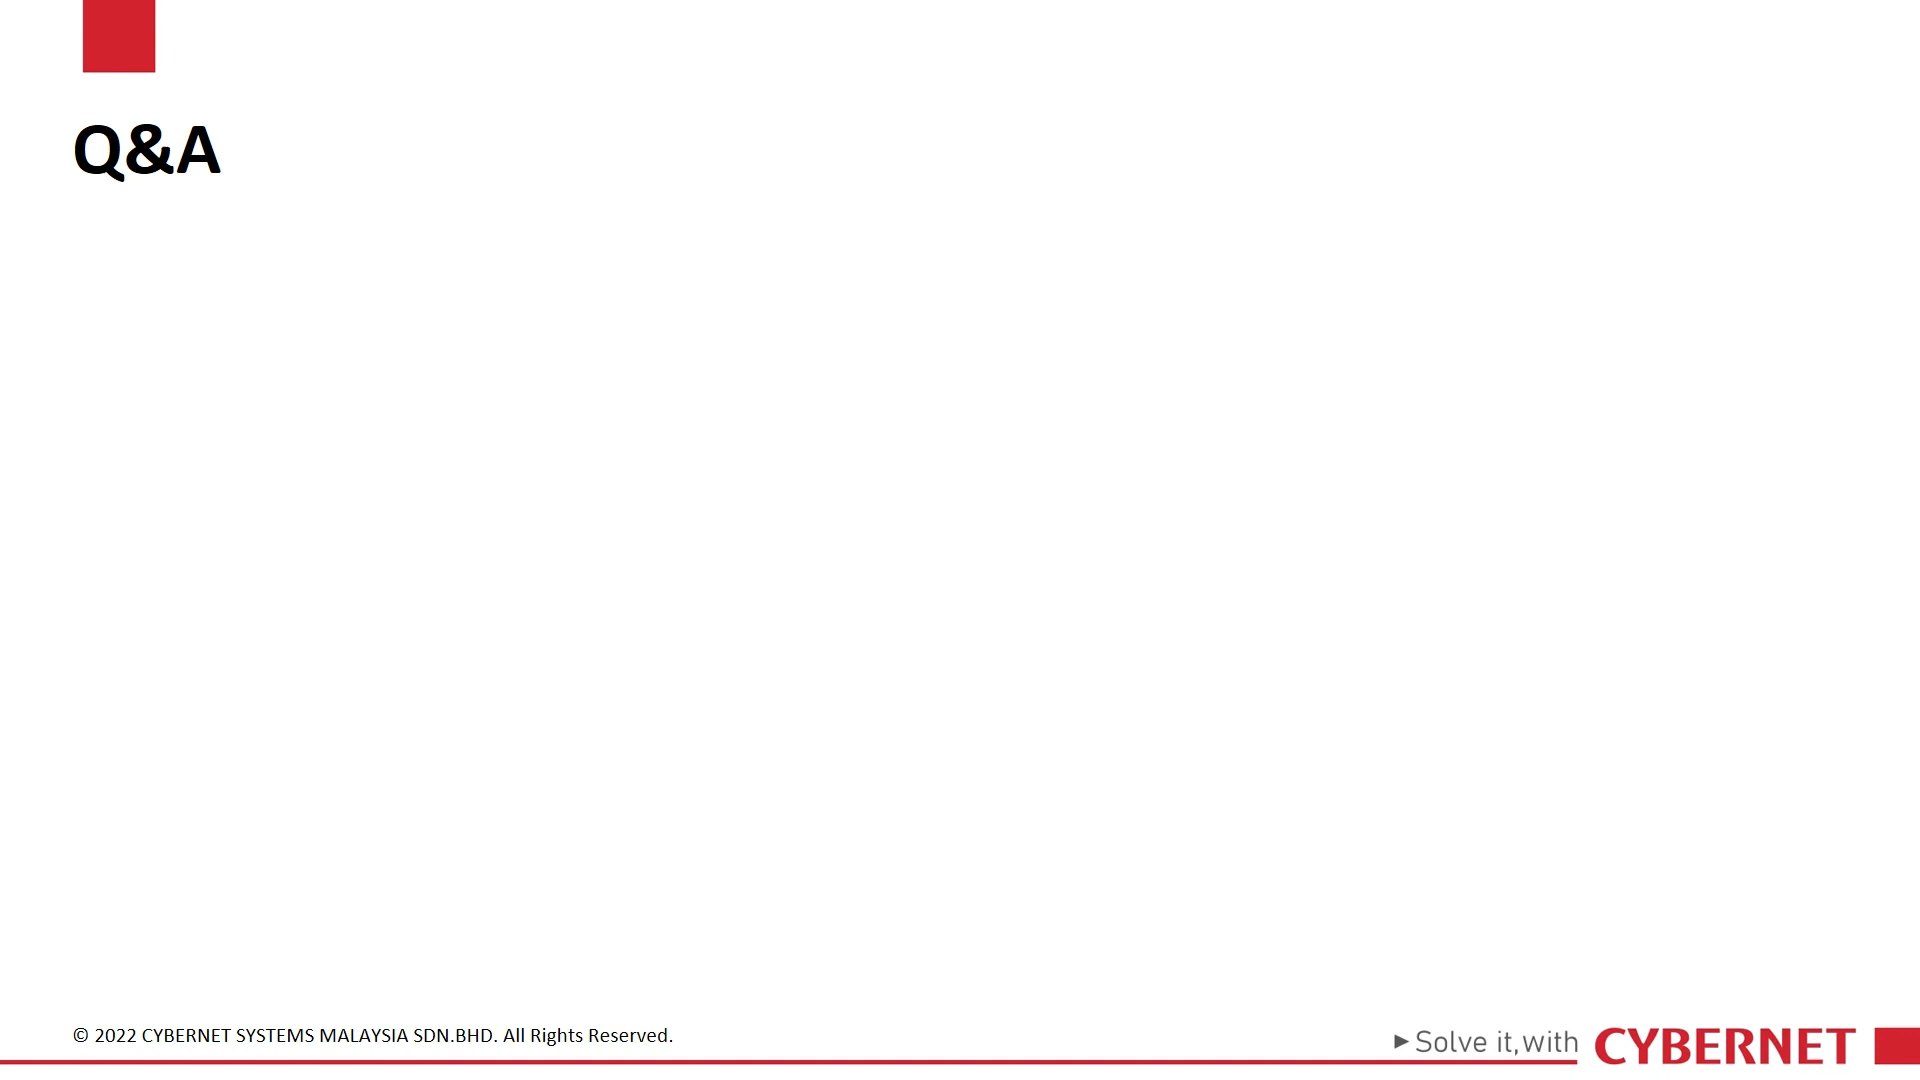 Q&A
© 2022 CYBERNET SYSTEMS MALAYSIA SDN.BHD. All Rights Reserved.
►Solve it,with CYBERNET